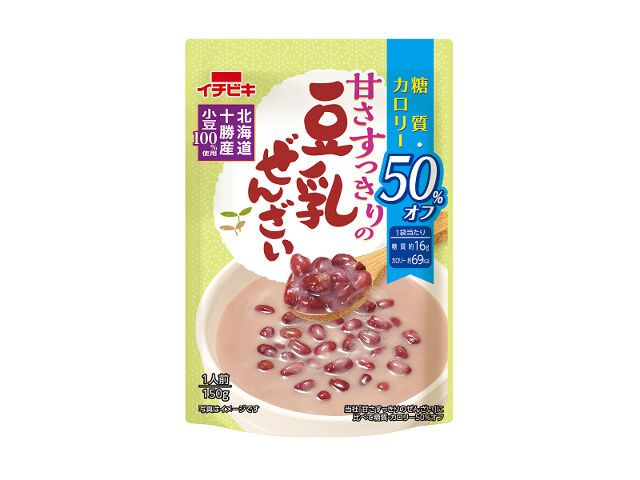 イチビキ
北海道
十勝産
小豆100%
使用
糖質・
カロリー
50%
オフ
甘さすっきりの
豆乳
ぜんざい
1袋当たり
糖質 約16g
カロリー 約69kcal
1人前
150g
写真はイメージです
当社「甘さすっきりのぜんざい」に
比べて糖質・カロリー50%オフ